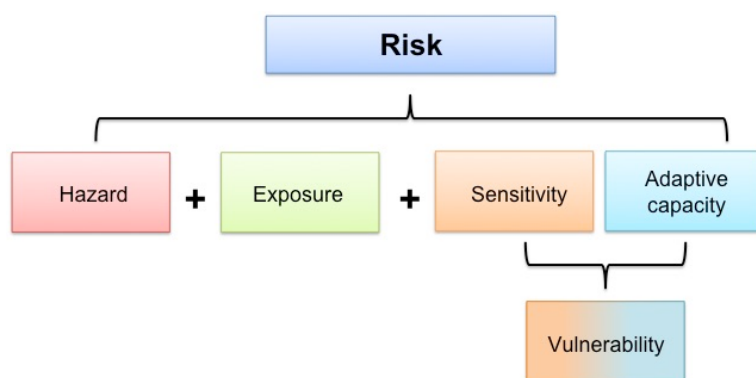 Risk
Hazard
+
Exposure
+
Sensitivity
Adaptive
capacity
Vulnerability